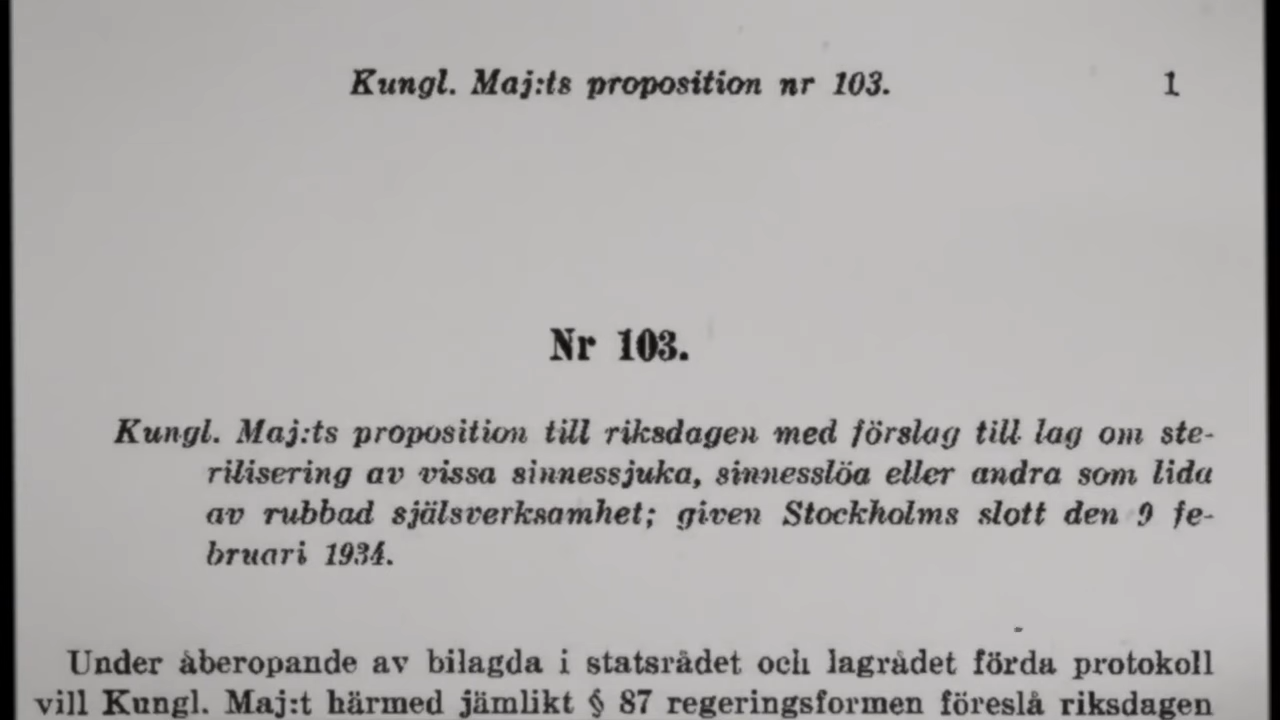 Kungl. Maj:ts proposition nr 103. 1
Nr 103.
Kungl. Maj:ts proposition till riksdagen med förslag till lag om ste-
rilisering av vissa sinnessjuka, sinnesslöa eller andra som lida
av rubbad själsverksamhet; given Stockholms slott den 9 fe-
bruari 1934.
Under åberopande av bilagda i statsrådet och lagrådet förda protokoll
vill Kungl. Maj:t härmed jämlikt § 87 regeringsformen föreslå riksdagen